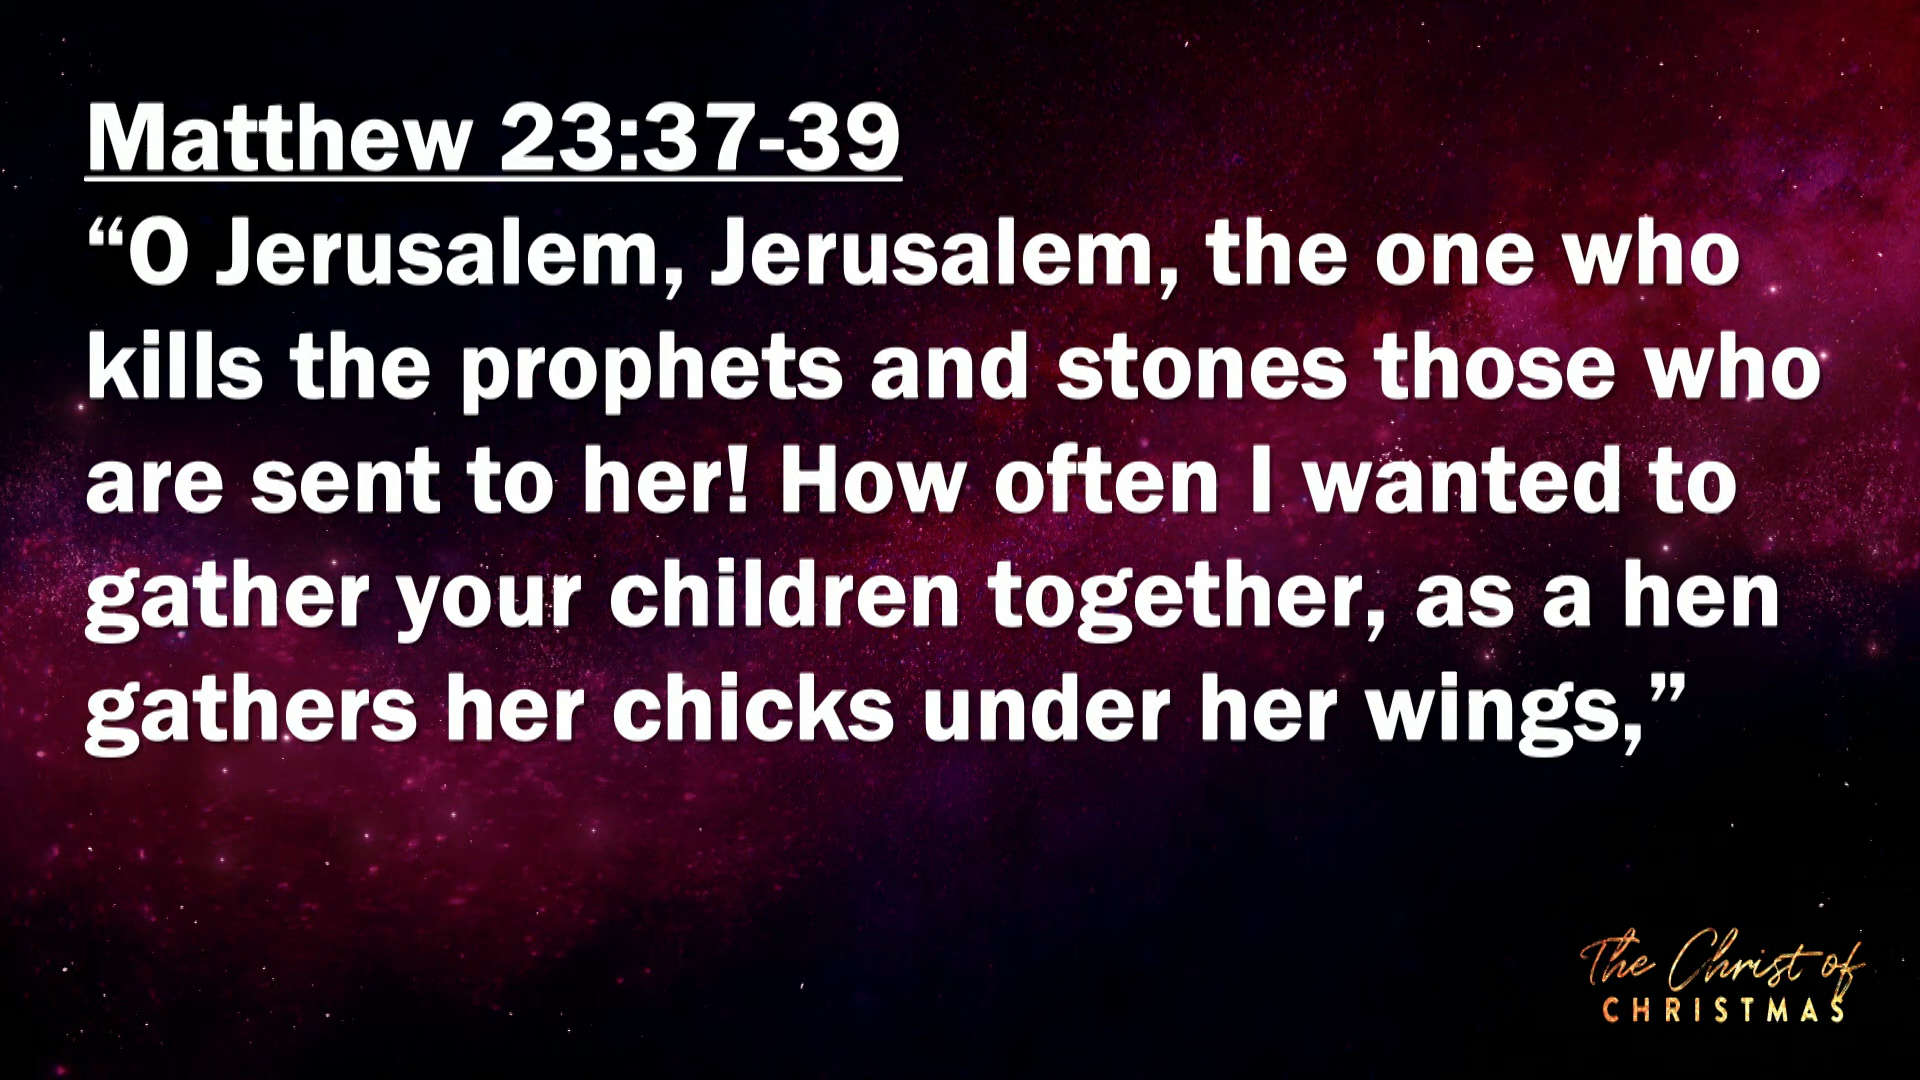 Matthew 23:37-39
“O Jerusalem, Jerusalem, the one who
kills the prophets and stones those who
are sent to her! How often I wanted to
gather your children together, as a hen
gathers her chicks under her wings,”
The Christ of
CHRISTMAS